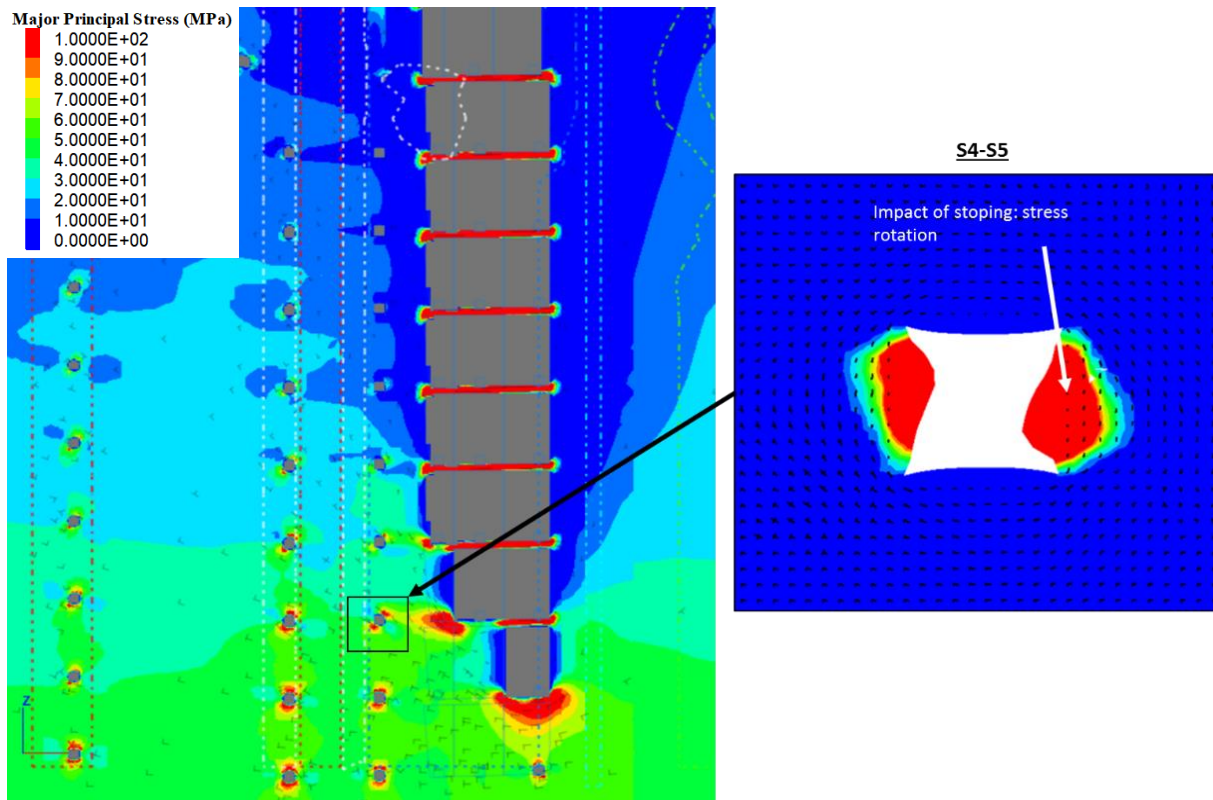 Major Principal Stress (MPa)
1.0000E+02
9.0000E+01
8.0000E+01
7.0000E+01
6.0000E+01
5.0000E+01
4.0000E+01
3.0000E+01
2.0000E+01
1.0000E+01
0.0000E+00
S4-S5
Impact of stoping: stress
rotation
Z